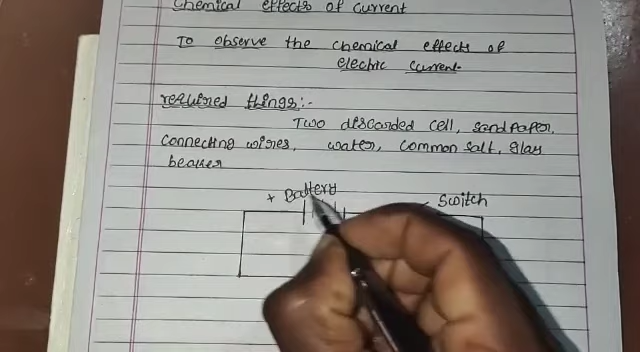 Chemical effects of current
To observe the chemical effects of
electric current.
required things:-
Two discarded cell, sandpaper,
connecting wires, water, common salt, glass
beaker
+ Battery - Switch